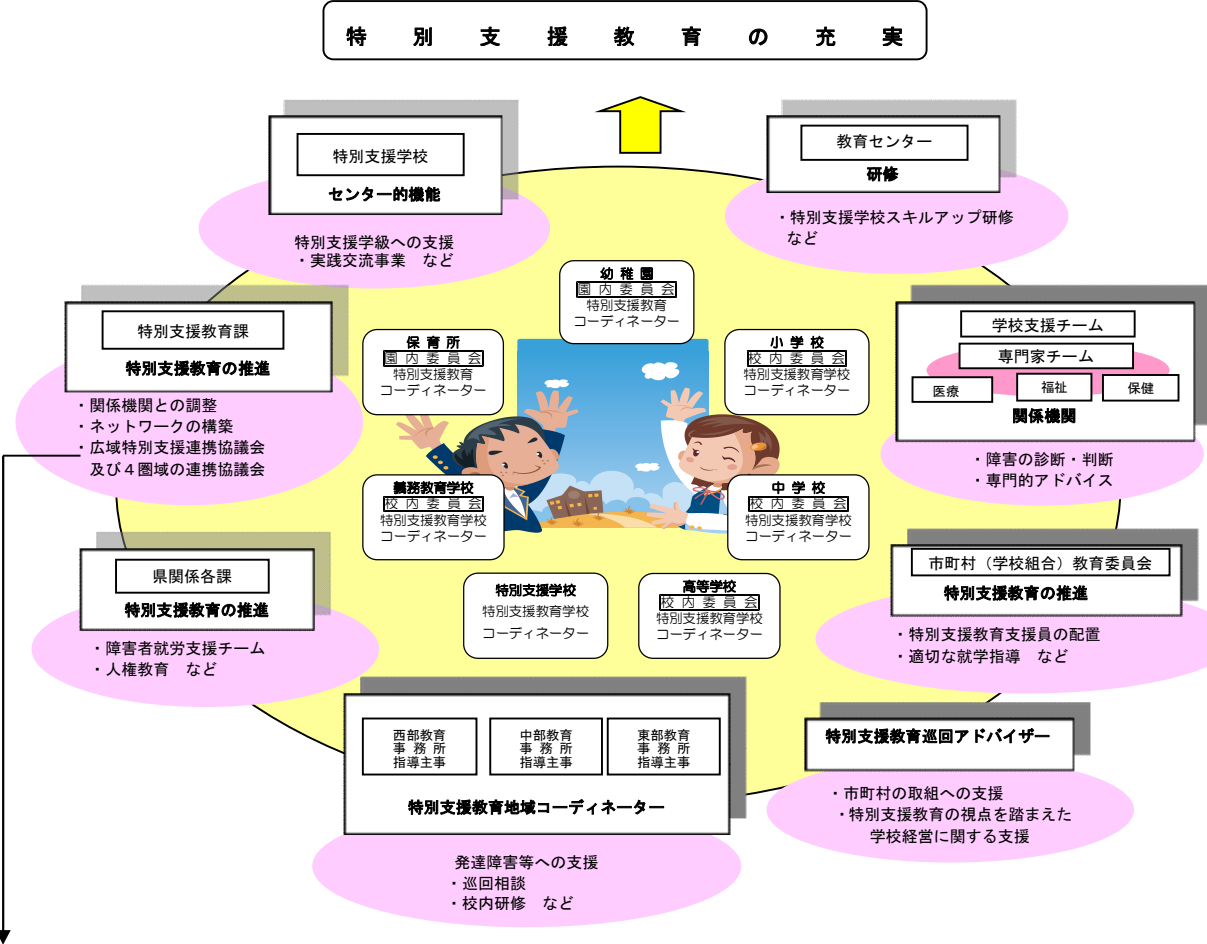 特別支援教育の充実
特別支援学校
センター的機能
特別支援学級への支援
・実践交流事業 など
教育センター
研修
・特別支援学校スキルアップ研修
など
特別支援教育課
特別支援教育の推進
・関係機関との調整
・ネットワークの構築
・広域特別支援連携協議会
及び4圏域の連携協議会
幼稚園
園内委員会
特別支援教育
コーディネーター
保育所
園内委員会
特別支援教育
コーディネーター
小学校
校内委員会
特別支援教育学校
コーディネーター
学校支援チーム
専門家チーム
医療
福祉
保健
関係機関
・障害の診断・判断
・専門的アドバイス
義務教育学校
校内委員会
特別支援教育学校
コーディネーター
中学校
校内委員会
特別支援教育学校
コーディネーター
県関係各課
特別支援教育の推進
・障害者就労支援チーム
・人権教育 など
特別支援学校
特別支援教育学校
コーディネーター
高等学校
校内委員会
特別支援教育学校
コーディネーター
市町村（学校組合）教育委員会
特別支援教育の推進
・特別支援教育支援員の配置
・適切な就学指導 など
西部教育
事務所
指導主事
中部教育
事務所
指導主事
東部教育
事務所
指導主事
特別支援教育地域コーディネーター
発達障害等への支援
・巡回相談
・校内研修 など
特別支援教育巡回アドバイザー
・市町村の取組への支援
・特別支援教育の視点を踏まえた
学校経営に関する支援